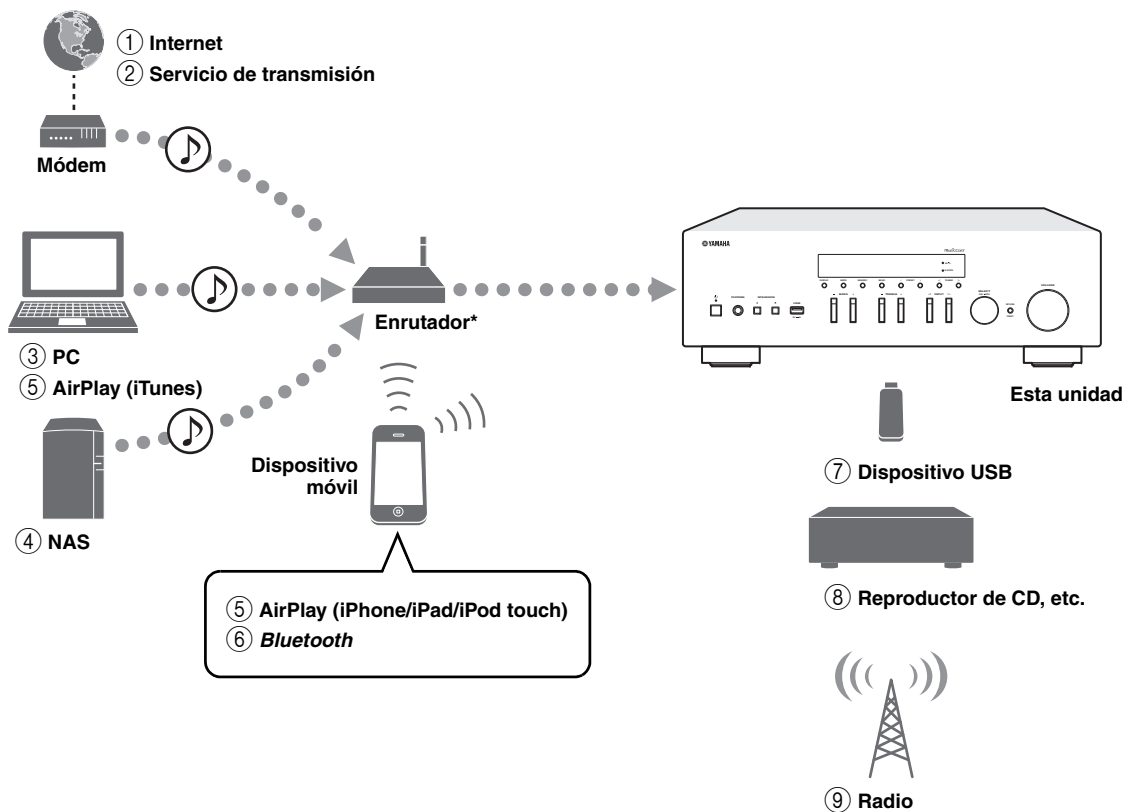 ① Internet
② Servicio de transmisión
Módem
③ PC
⑤ AirPlay (iTunes)
④ NAS
Enrutador*
Dispositivo
móvil
⑤ AirPlay (iPhone/iPad/iPod touch)
⑥ Bluetooth
YAMAHA
Esta unidad
⑦ Dispositivo USB
⑧ Reproductor de CD, etc.
⑨ Radio